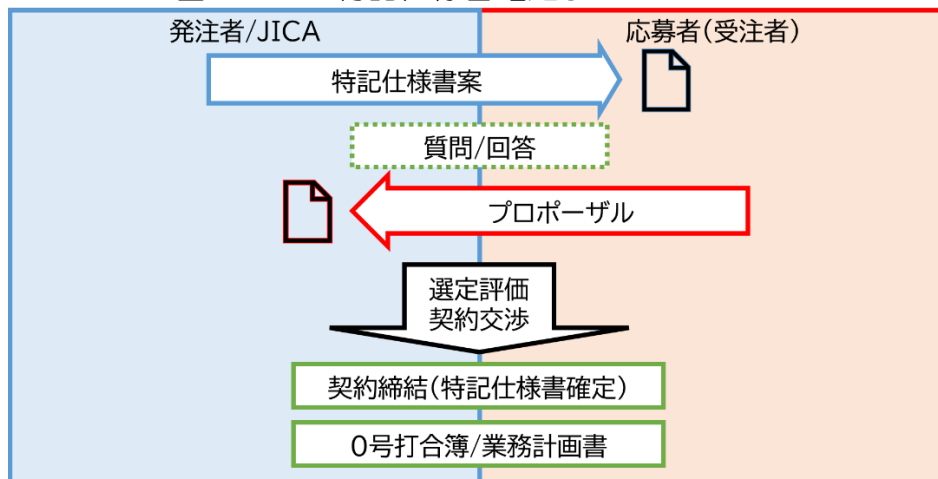 発注者/JICA
応募者(受注者)
特記仕様書案
質問/回答
プロポーザル
選定評価
契約交渉
契約締結(特記仕様書確定)
0号打合簿/業務計画書